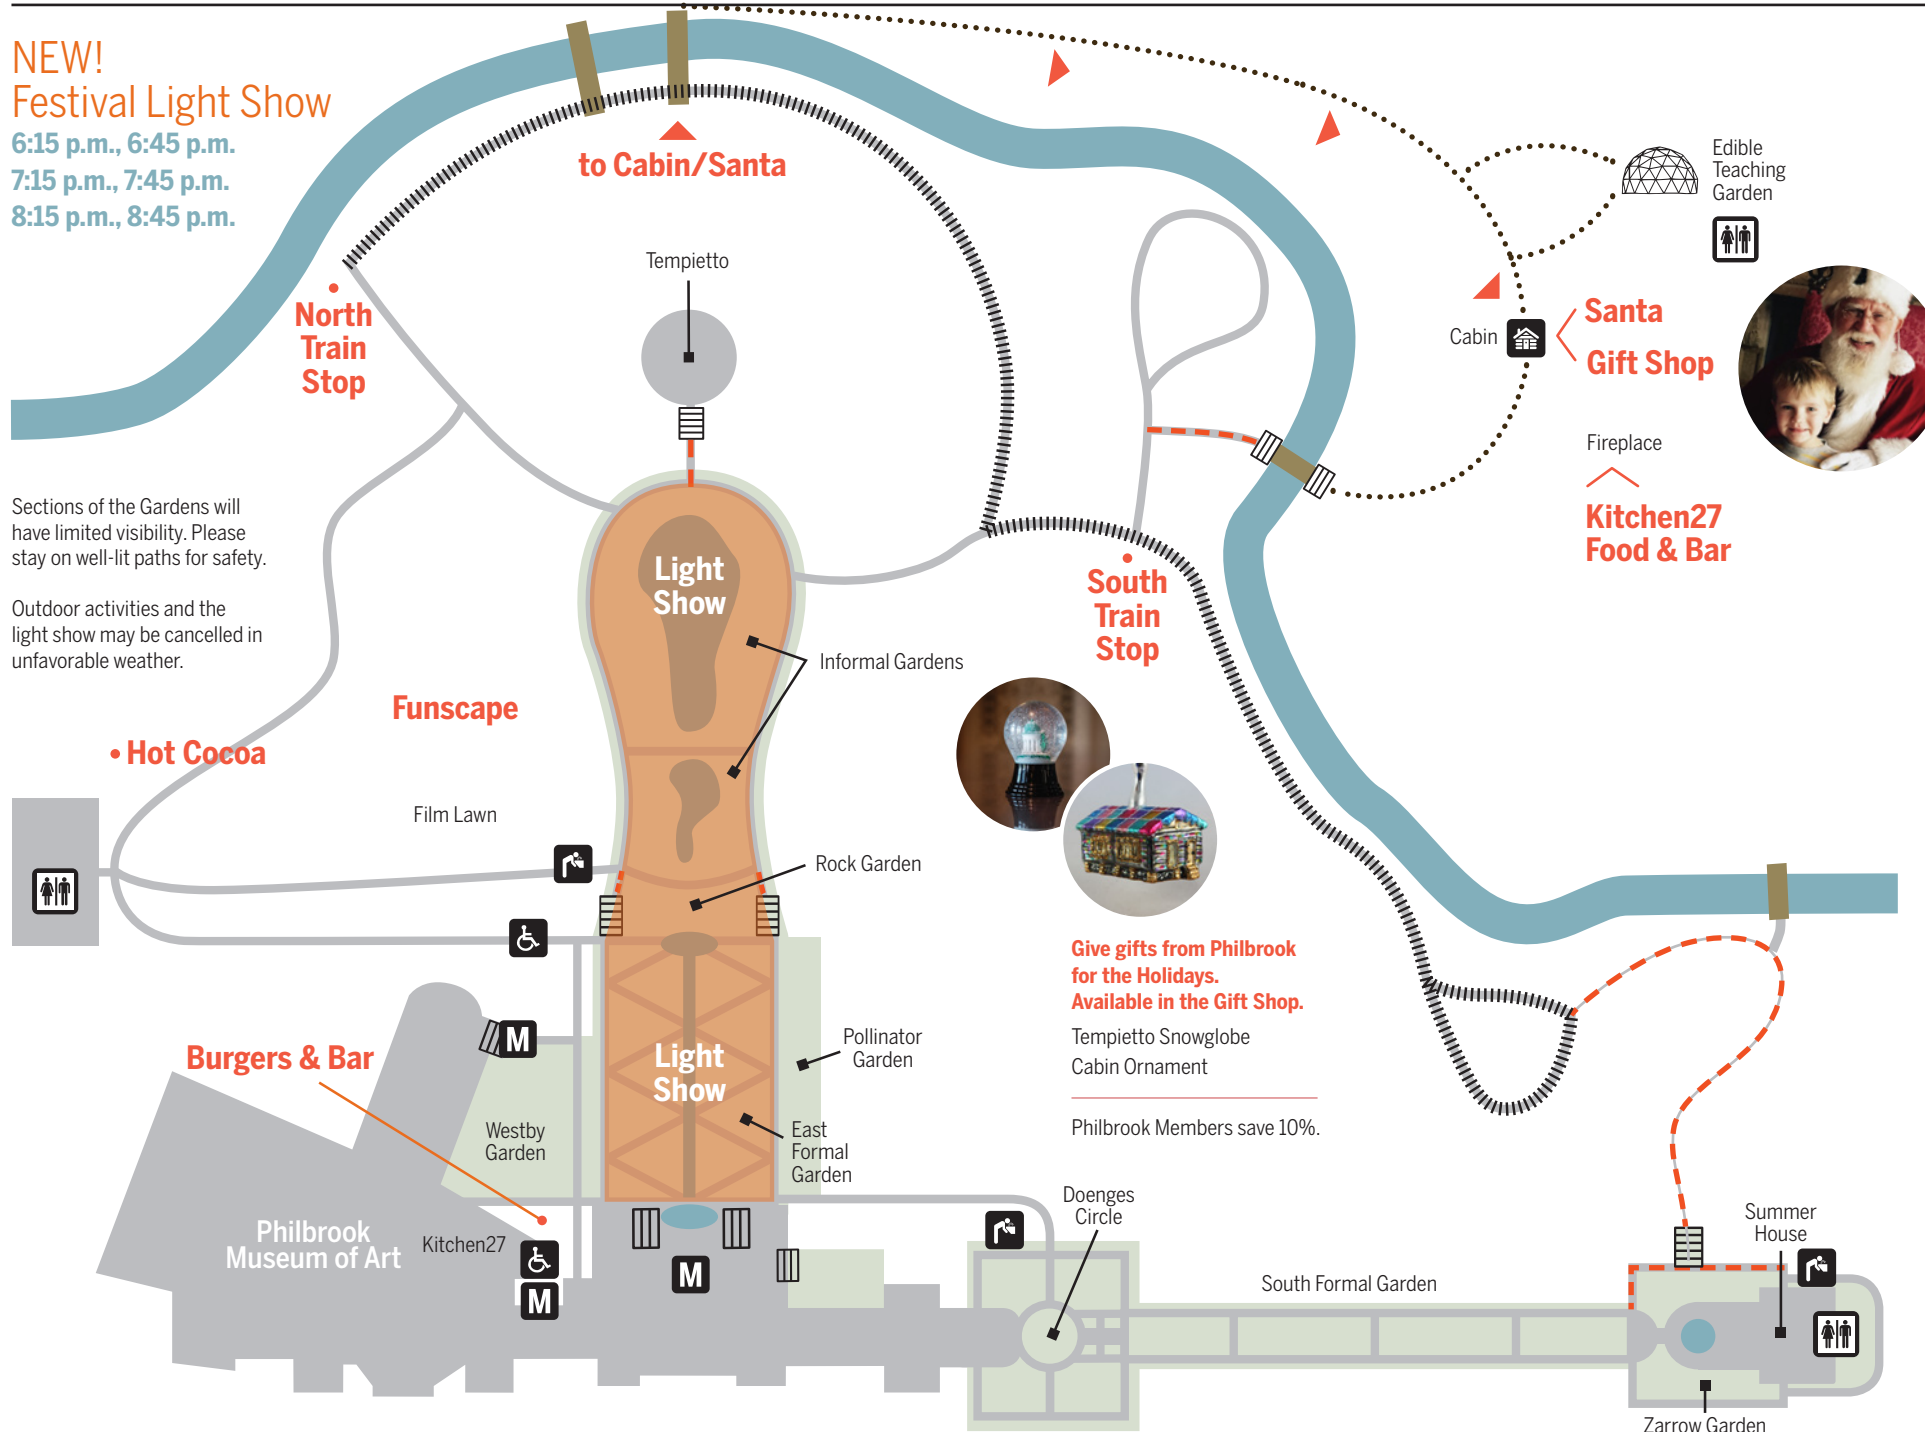 NEW!
Festival Light Show
6:15 p.m., 6:45 p.m.
7:15 p.m., 7:45 p.m.
8:15 p.m., 8:45 p.m.
to Cabin/Santa
Edible
Teaching
Garden
Tempietto
North
Train
Stop
Cabin
Santa
Gift Shop
Fireplace
Kitchen27
Food & Bar
Sections of the Gardens will
have limited visibility. Please
stay on well-lit paths for safety.
Outdoor activities and the
light show may be cancelled in
unfavorable weather.
Light
Show
South
Train
Stop
Informal Gardens
Funscape
Hot Cocoa
Film Lawn
Rock Garden
Give gifts from Philbrook
for the Holidays.
Available in the Gift Shop.
Tempietto Snowglobe
Cabin Ornament
Philbrook Members save 10%.
M
Burgers & Bar
Light
Show
Pollinator
Garden
Westby
Garden
East
Formal
Garden
Philbrook
Museum of Art
Kitchen27
M
M
Doenges
Circle
South Formal Garden
Summer
House
Zarrow Garden